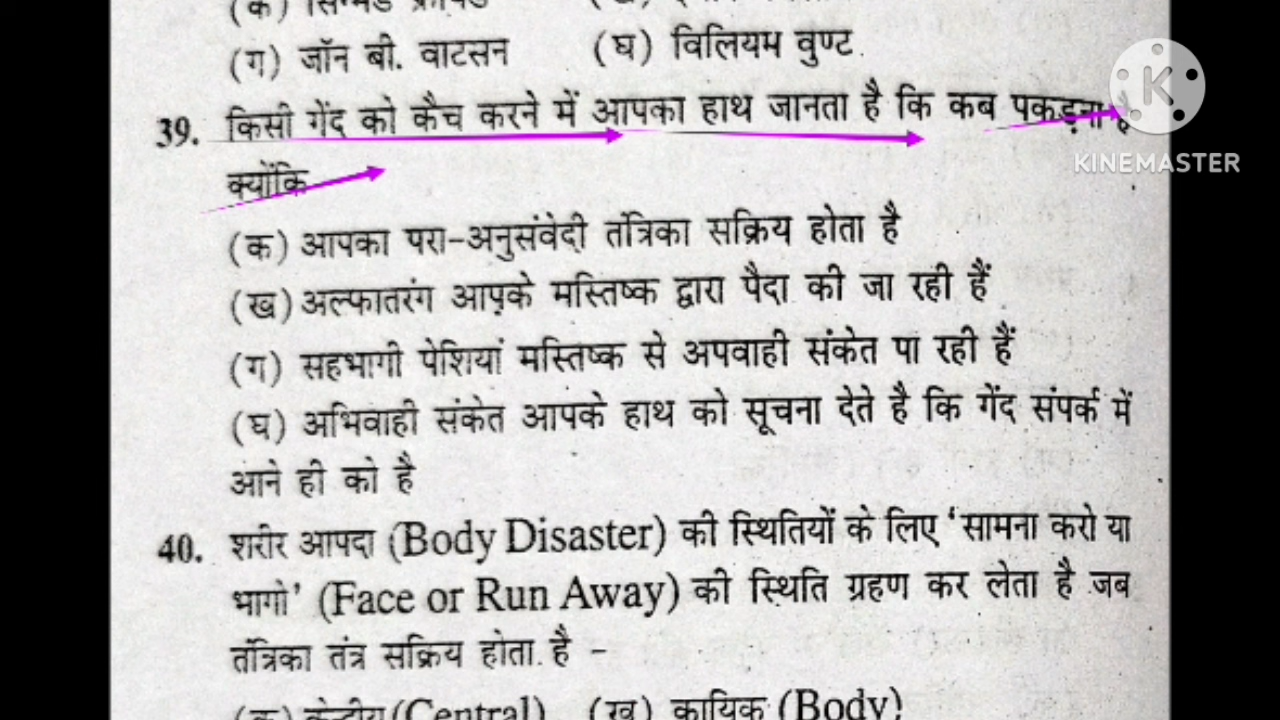 (ग) जॉन बी. वाटसन (घ) विलियम वुण्ट
39. किसी गेंद को कैच करने में आपका हाथ जानता है कि कब पकड़ना है
क्योंकि
(क) आपका परा-अनुसंवेदी तंत्रिका सक्रिय होता है
(ख) अल्फातरंग आपके मस्तिष्क द्वारा पैदा की जा रही हैं
(ग) सहभागी पेशियां मस्तिष्क से अपवाही संकेत पा रही हैं
(घ) अभिवाही संकेत आपके हाथ को सूचना देते है कि गेंद संपर्क में
आने ही को है
40. शरीर आपदा (Body Disaster) की स्थितियों के लिए 'सामना करो या
भागो' (Face or Run Away) की स्थिति ग्रहण कर लेता है जब
तंत्रिका तंत्र सक्रिय होता है -
(क) केन्द्रीय (Central) (ख) कायिक (Body)
K
KINEMASTER